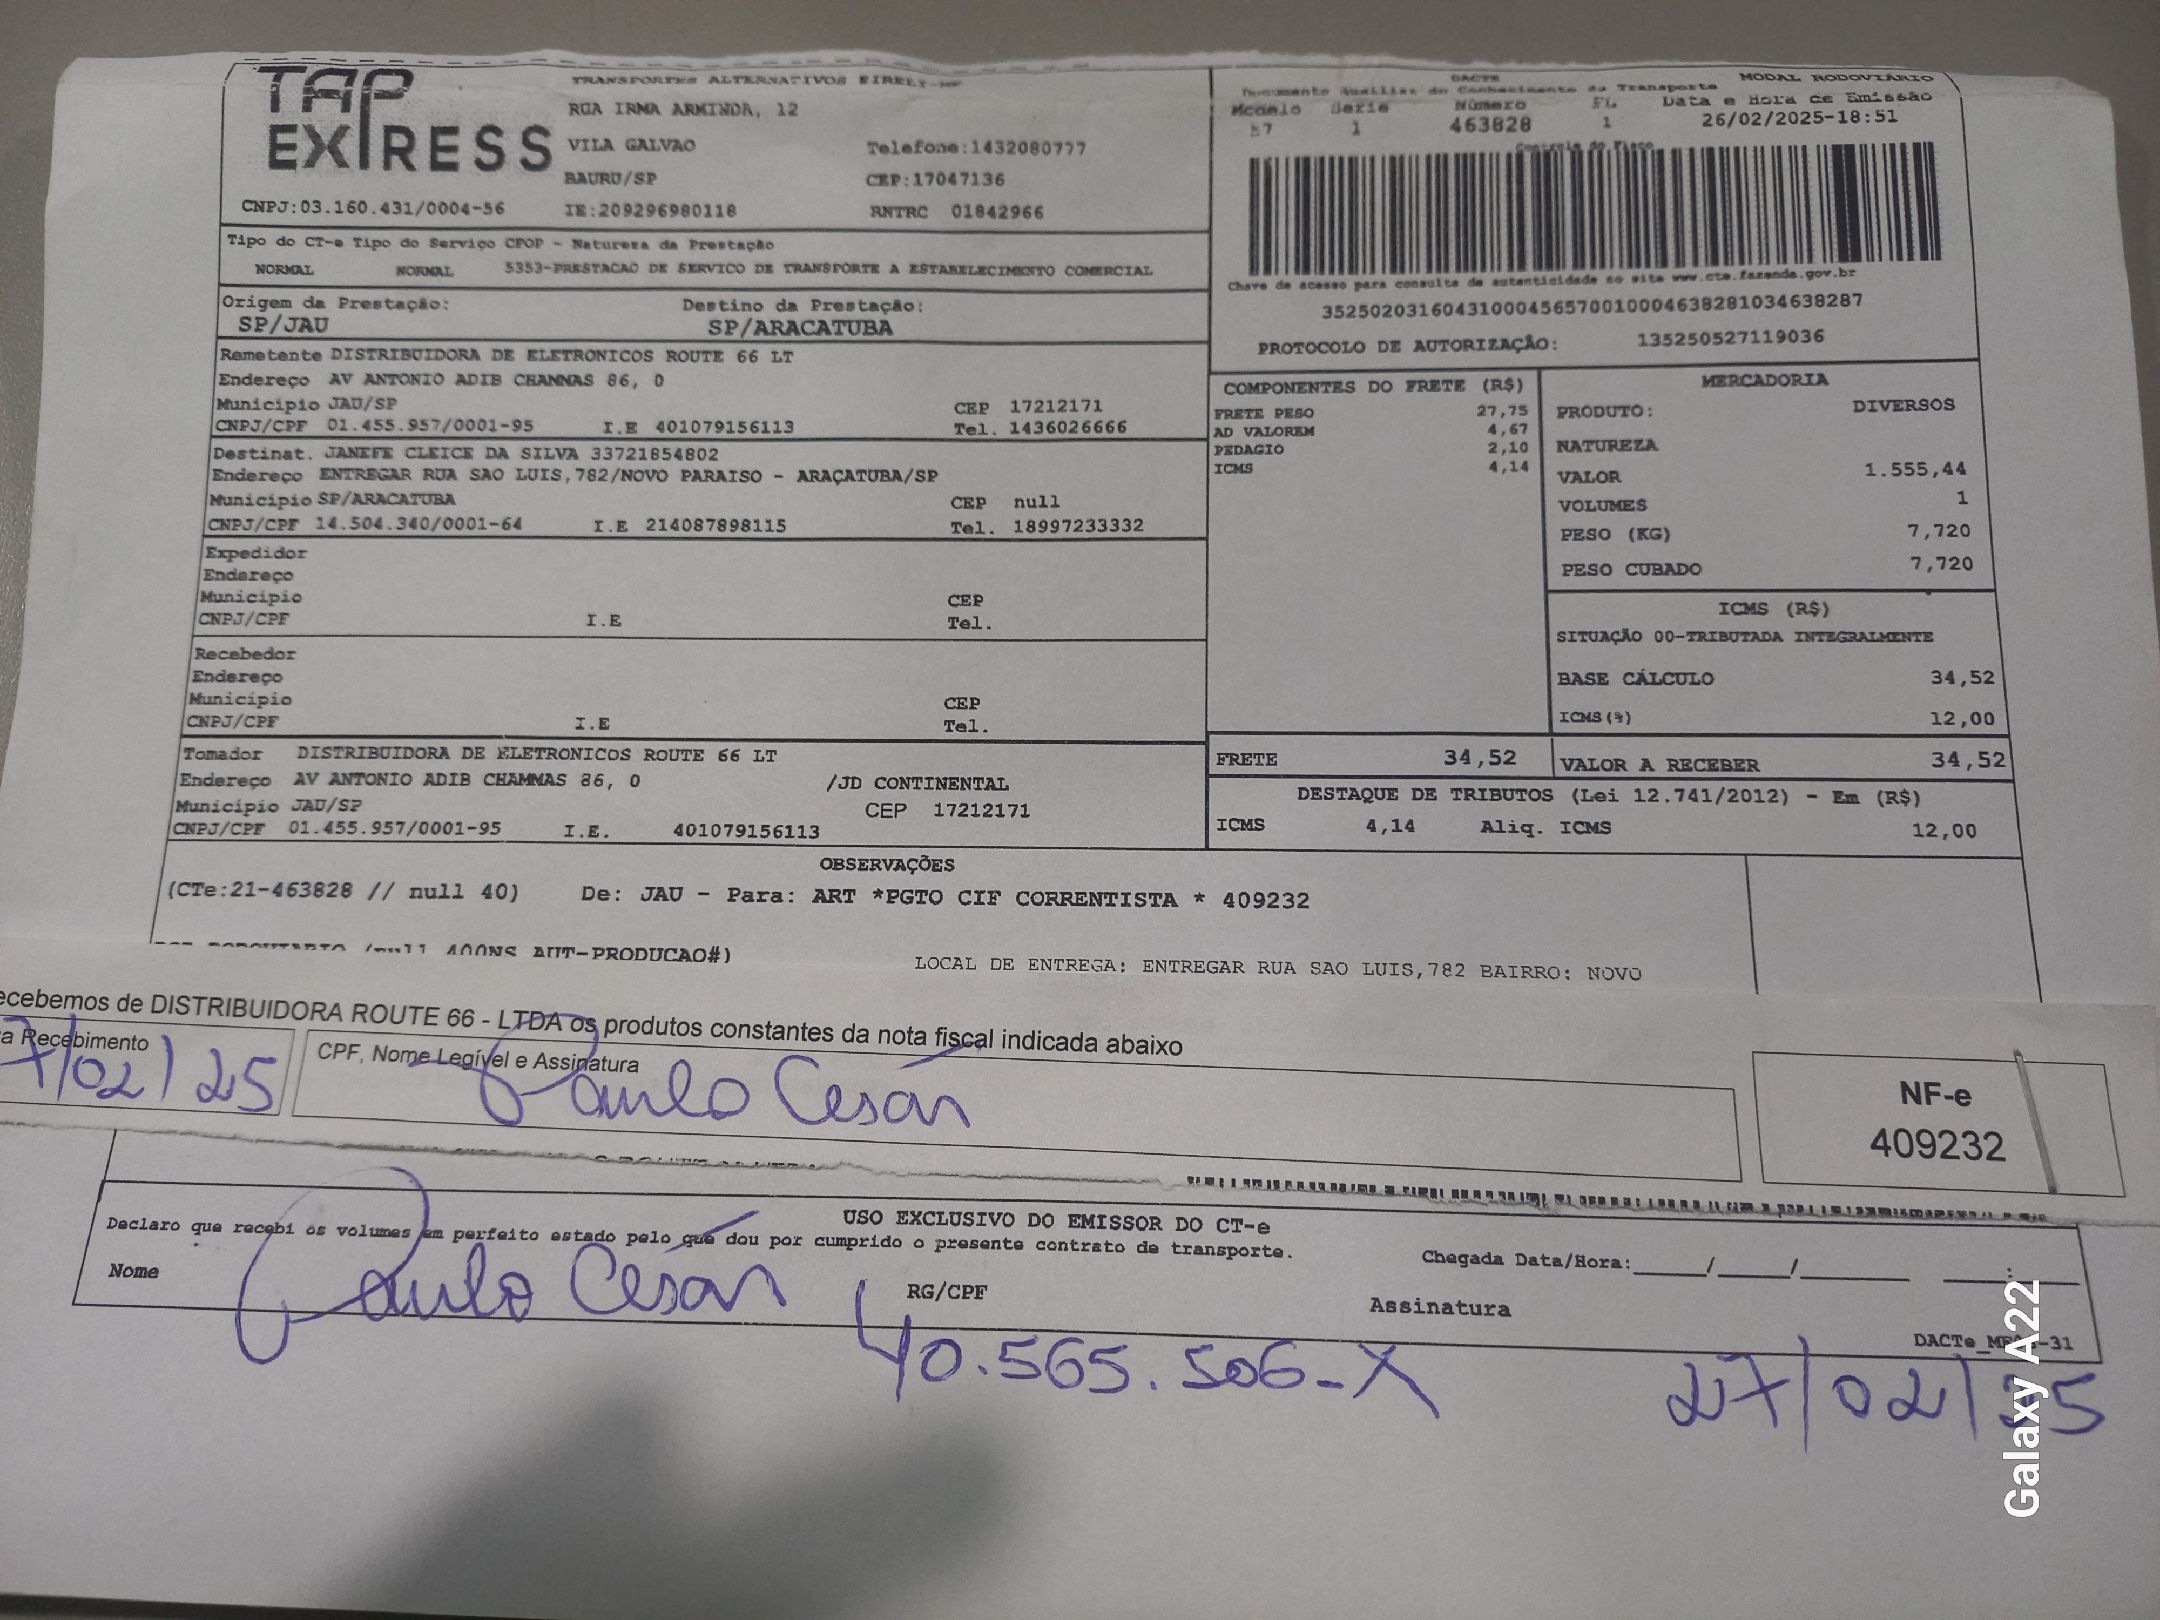 TAP EXPRESS
TRANSPORTES ALTERNATIVOS EIRELY-MF
RUA IRMA ARMINDA, 12
VILA GALVAO Telefone:1432080777
BAURU/SP CEP:17047136
CNPJ:03.160.431/0004-56 IE:209296980118 RNTRC 01842966
DACTE MODAL RODOVIÁRIO
Documento Auxiliar do Conhecimento de Transporte
Modelo Serie Número FL Data e Hora de Emissão
57 1 463828 1 26/02/2025-18:51
Controle do Fisco
Chave de acesso para consulta de autenticidade no site www.cte.fazenda.gov.br
35250203160431000456570010004638281034638287
PROTOCOLO DE AUTORIZAÇÃO: 135250527119036
Tipo do CT-e Tipo do Serviço CFOP - Natureza da Prestação
NORMAL NORMAL 5353-PRESTACAO DE SERVICO DE TRANSPORTE A ESTABELECIMENTO COMERCIAL
Origem da Prestação: Destino da Prestação:
SP/JAU SP/ARACATUBA
Remetente DISTRIBUIDORA DE ELETRONICOS ROUTE 66 LT
Endereço AV ANTONIO ADIB CHAMMAS 86, 0
Município JAU/SP CEP 17212171
CNPJ/CPF 01.455.957/0001-95 I.E 401079156113 Tel. 1436026666
Destinat. JANEFE CLEICE DA SILVA 33721854802
Endereço ENTREGAR RUA SAO LUIS,782/NOVO PARAISO - ARAÇATUBA/SP
Município SP/ARACATUBA CEP null
CNPJ/CPF 14.504.340/0001-64 I.E 214087898115 Tel. 18997233332
Expedidor
Endereço
Município CEP
CNPJ/CPF I.E Tel.
Recebedor
Endereço
Município CEP
CNPJ/CPF I.E Tel.
Tomador DISTRIBUIDORA DE ELETRONICOS ROUTE 66 LT
Endereço AV ANTONIO ADIB CHAMMAS 86, 0 /JD CONTINENTAL
Município JAU/SP CEP 17212171
CNPJ/CPF 01.455.957/0001-95 I.E. 401079156113
COMPONENTES DO FRETE (R$)
FRETE PESO 27,75
AD VALOREM 4,67
PEDAGIO 2,10
ICMS 4,14
MERCADORIA
PRODUTO: DIVERSOS
NATUREZA
VALOR 1.555,44
VOLUMES 1
PESO (KG) 7,720
PESO CUBADO 7,720
ICMS (R$)
SITUAÇÃO 00-TRIBUTADA INTEGRALMENTE
BASE CÁLCULO 34,52
ICMS(%) 12,00
FRETE 34,52 VALOR A RECEBER 34,52
DESTAQUE DE TRIBUTOS (Lei 12.741/2012) - Em (R$)
ICMS 4,14 Aliq. ICMS 12,00
OBSERVAÇÕES
(CTe:21-463828 // null 40) De: JAU - Para: ART *PGTO CIF CORRENTISTA * 409232
(null 400NS AUT-PRODUCAO#)
LOCAL DE ENTREGA: ENTREGAR RUA SAO LUIS,782 BAIRRO: NOVO
ecebemos de DISTRIBUIDORA ROUTE 66 - LTDA os produtos constantes da nota fiscal indicada abaixo
a Recebimento CPF, Nome Legível e Assinatura
7/02/25 Paulo Cesár
NF-e
409232
USO EXCLUSIVO DO EMISSOR DO CT-e
Declaro que recebi os volumes em perfeito estado pelo que dou por cumprido o presente contrato de transporte.
Chegada Data/Hora:____/____/______ ____:____
Nome Paulo Cesár RG/CPF Assinatura
40.565.506-X
27/02/25
Galaxy A22